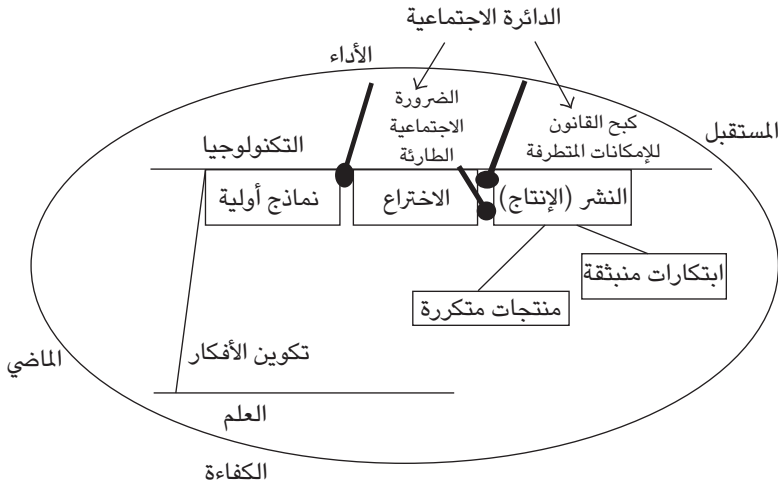 الدائرة الاجتماعية
الأداء
المستقبل
الضرورة
الاجتماعية
الطارئة
كبح القانون
للإمكانات المتطرفة
التكنولوجيا
نماذج أولية
الاختراع
النشر (الإنتاج)
ابتكارات منبثقة
منتجات متكررة
تكوين الأفكار
الماضي
العلم
الكفاءة